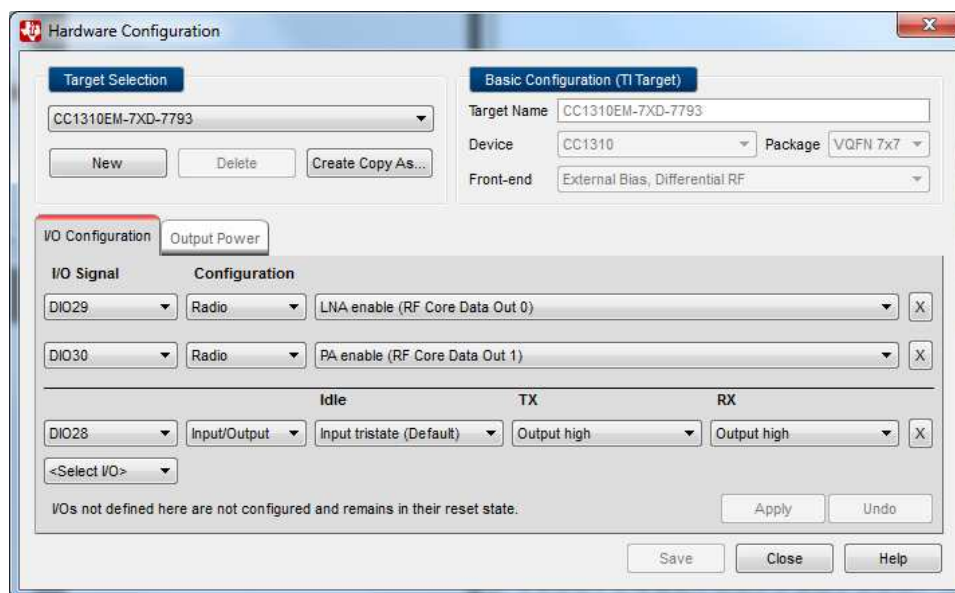 Hardware Configuration
Target Selection
CC1310EM-7XD-7793
New Delete Create Copy As...
Basic Configuration (TI Target)
Target Name CC1310EM-7XD-7793
Device CC1310 Package VQFN 7x7
Front-end External Bias, Differential RF
I/O Configuration Output Power
I/O Signal Configuration
DIO29 Radio LNA enable (RF Core Data Out 0) X
DIO30 Radio PA enable (RF Core Data Out 1) X
Idle TX RX
DIO28 Input/Output Input tristate (Default) Output high Output high X
<Select I/O>
I/Os not defined here are not configured and remains in their reset state.
Apply Undo
Save Close Help